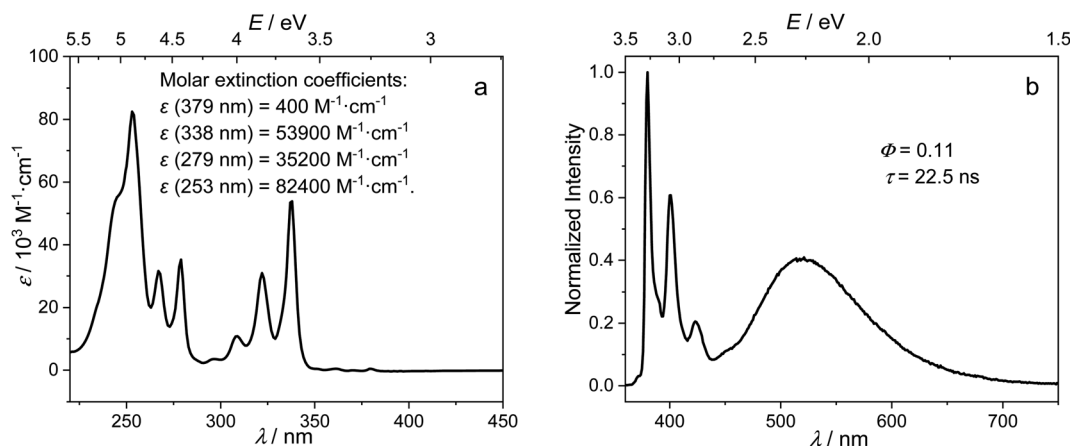 E / eV
5.5 5 4.5 4 3.5 3
a
Molar extinction coefficients:
ε (379 nm) = 400 M⁻¹·cm⁻¹
ε (338 nm) = 53900 M⁻¹·cm⁻¹
ε (279 nm) = 35200 M⁻¹·cm⁻¹
ε (253 nm) = 82400 M⁻¹·cm⁻¹.
ε / 10³ M⁻¹·cm⁻¹
100
80
60
40
20
0
250 300 350 400 450
λ / nm
E / eV
3.5 3.0 2.5 2.0 1.5
b
Φ = 0.11
τ = 22.5 ns
Normalized Intensity
1.0
0.8
0.6
0.4
0.2
0.0
400 500 600 700
λ / nm